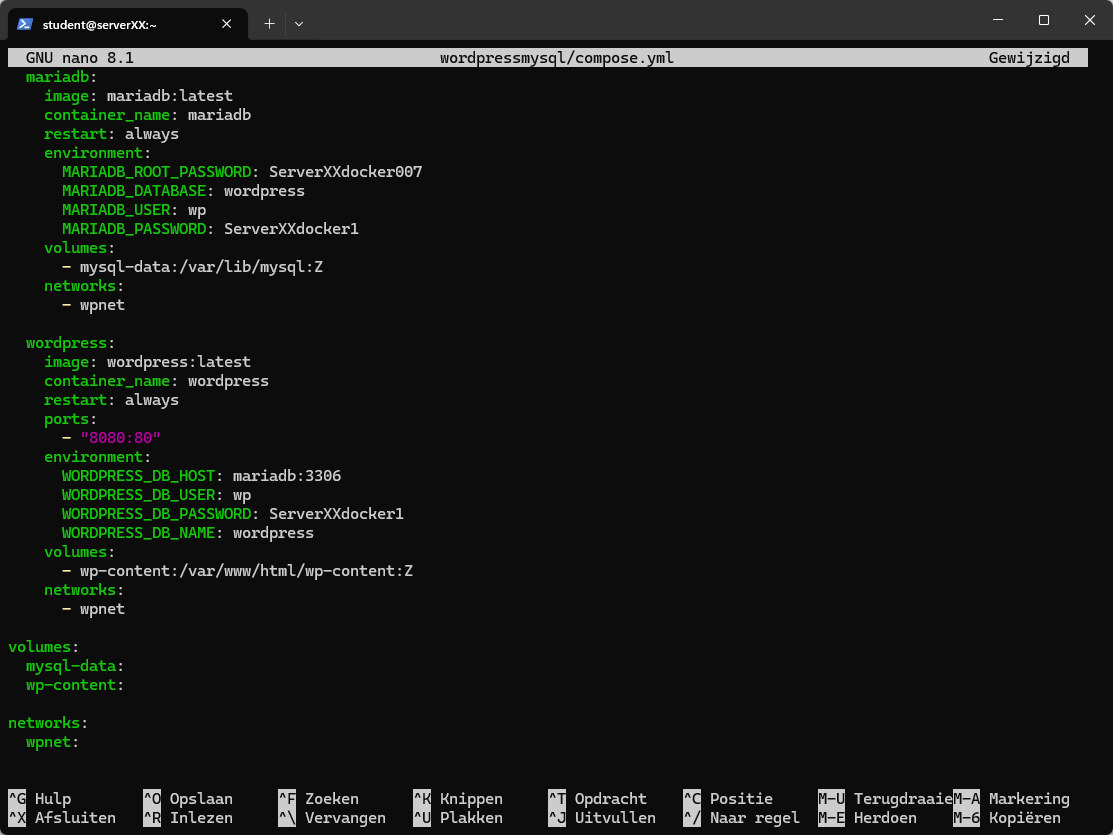 student@serverXX:~
GNU nano 8.1 wordpressmysql/compose.yml Gewijzigd
  mariadb:
    image: mariadb:latest
    container_name: mariadb
    restart: always
    environment:
      MARIADB_ROOT_PASSWORD: ServerXXdocker007
      MARIADB_DATABASE: wordpress
      MARIADB_USER: wp
      MARIADB_PASSWORD: ServerXXdocker1
    volumes:
      - mysql-data:/var/lib/mysql:Z
    networks:
      - wpnet

  wordpress:
    image: wordpress:latest
    container_name: wordpress
    restart: always
    ports:
      - "8080:80"
    environment:
      WORDPRESS_DB_HOST: mariadb:3306
      WORDPRESS_DB_USER: wp
      WORDPRESS_DB_PASSWORD: ServerXXdocker1
      WORDPRESS_DB_NAME: wordpress
    volumes:
      - wp-content:/var/www/html/wp-content:Z
    networks:
      - wpnet

volumes:
  mysql-data:
  wp-content:

networks:
  wpnet:

^G Hulp ^O Opslaan ^F Zoeken ^K Knippen ^T Opdracht ^C Positie M-U Terugdraaie M-A Markering
^X Afsluiten ^R Inlezen ^\ Vervangen ^U Plakken ^J Uitvullen ^/ Naar regel M-E Herdoen M-6 Kopiëren